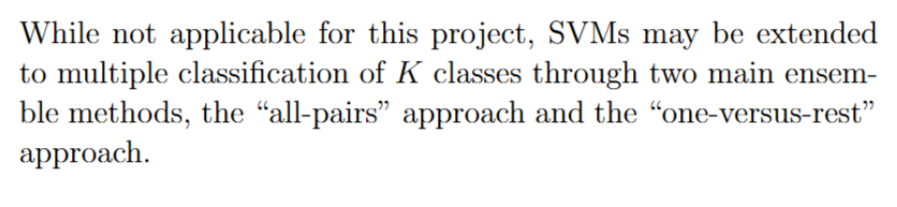 While not applicable for this project, SVMs may be extended
to multiple classification of K classes through two main ensem-
ble methods, the “all-pairs” approach and the “one-versus-rest”
approach.